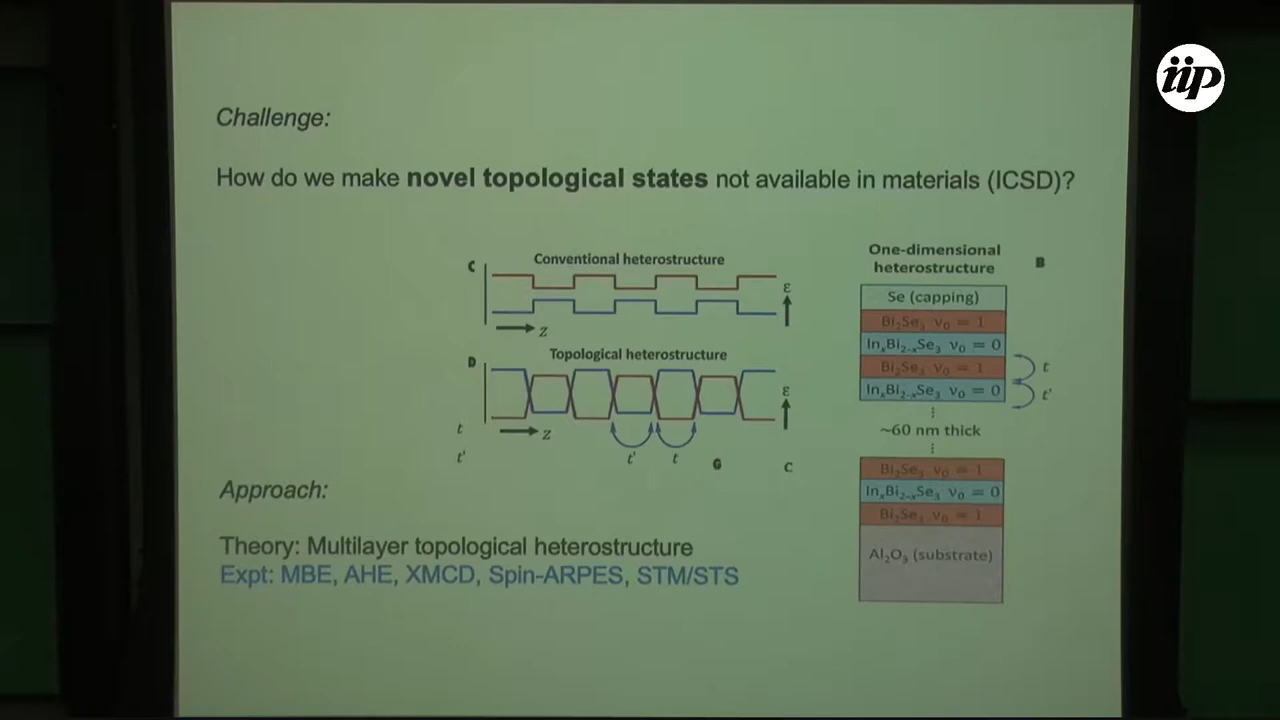 iip
Challenge:
How do we make novel topological states not available in materials (ICSD)?
C
Conventional heterostructure
ε
z
D
Topological heterostructure
ε
z
t
t'
t'
t
G
C
One-dimensional
heterostructure
B
Se (capping)
Bi₂Se₃ ν₀ = 1
InₓBi₂₋ₓSe₃ ν₀ = 0
Bi₂Se₃ ν₀ = 1
t
InₓBi₂₋ₓSe₃ ν₀ = 0
t'
~60 nm thick
Bi₂Se₃ ν₀ = 1
InₓBi₂₋ₓSe₃ ν₀ = 0
Bi₂Se₃ ν₀ = 1
Al₂O₃ (substrate)
Approach:
Theory: Multilayer topological heterostructure
Expt: MBE, AHE, XMCD, Spin-ARPES, STM/STS